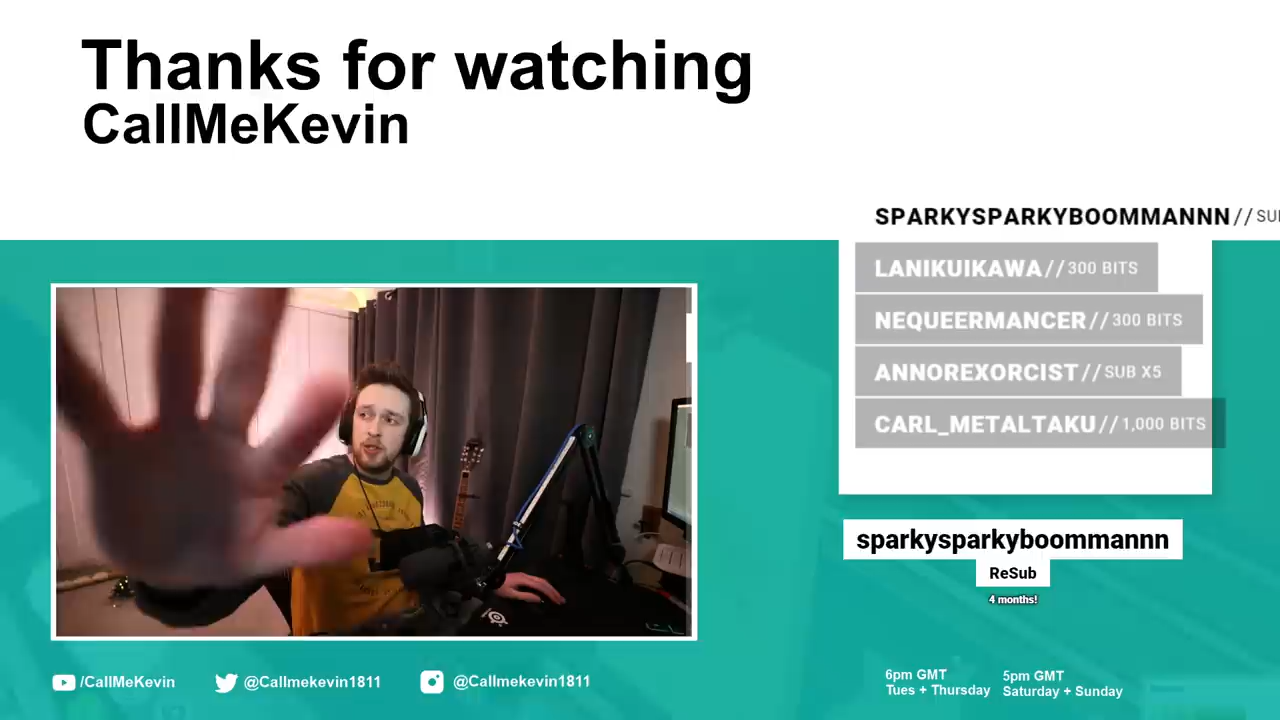 Thanks for watching
CallMeKevin
SPARKYSPARKYBOOMMANNN//
LANIKUIKAWA//300 BITS
NEQUEERMANCER//300 BITS
ANNOREXORCIST//SUB X5
CARL_METALTAKU//1,000 BITS
sparkysparkyboommannn
ReSub
4 months!
/CallMeKevin
@Callmekevin1811
@Callmekevin1811
6pm GMT
Tues + Thursday
5pm GMT
Saturday + Sunday